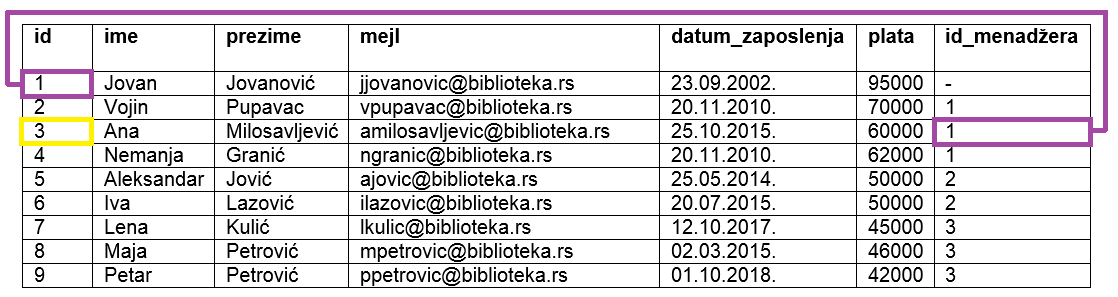 id ime prezime mejl datum_zaposlenja plata id_menadžera
1 Jovan Jovanović jjovanovic@biblioteka.rs 23.09.2002. 95000 -
2 Vojin Pupavac vpupavac@biblioteka.rs 20.11.2010. 70000 1
3 Ana Milosavljević amilosavljevic@biblioteka.rs 25.10.2015. 60000 1
4 Nemanja Granić ngranic@biblioteka.rs 20.11.2010. 62000 1
5 Aleksandar Jović ajovic@biblioteka.rs 25.05.2014. 50000 2
6 Iva Lazović ilazovic@biblioteka.rs 20.07.2015. 50000 2
7 Lena Kulić lkulic@biblioteka.rs 12.10.2017. 45000 3
8 Maja Petrović mpetrovic@biblioteka.rs 02.03.2015. 46000 3
9 Petar Petrović ppetrovic@biblioteka.rs 01.10.2018. 42000 3